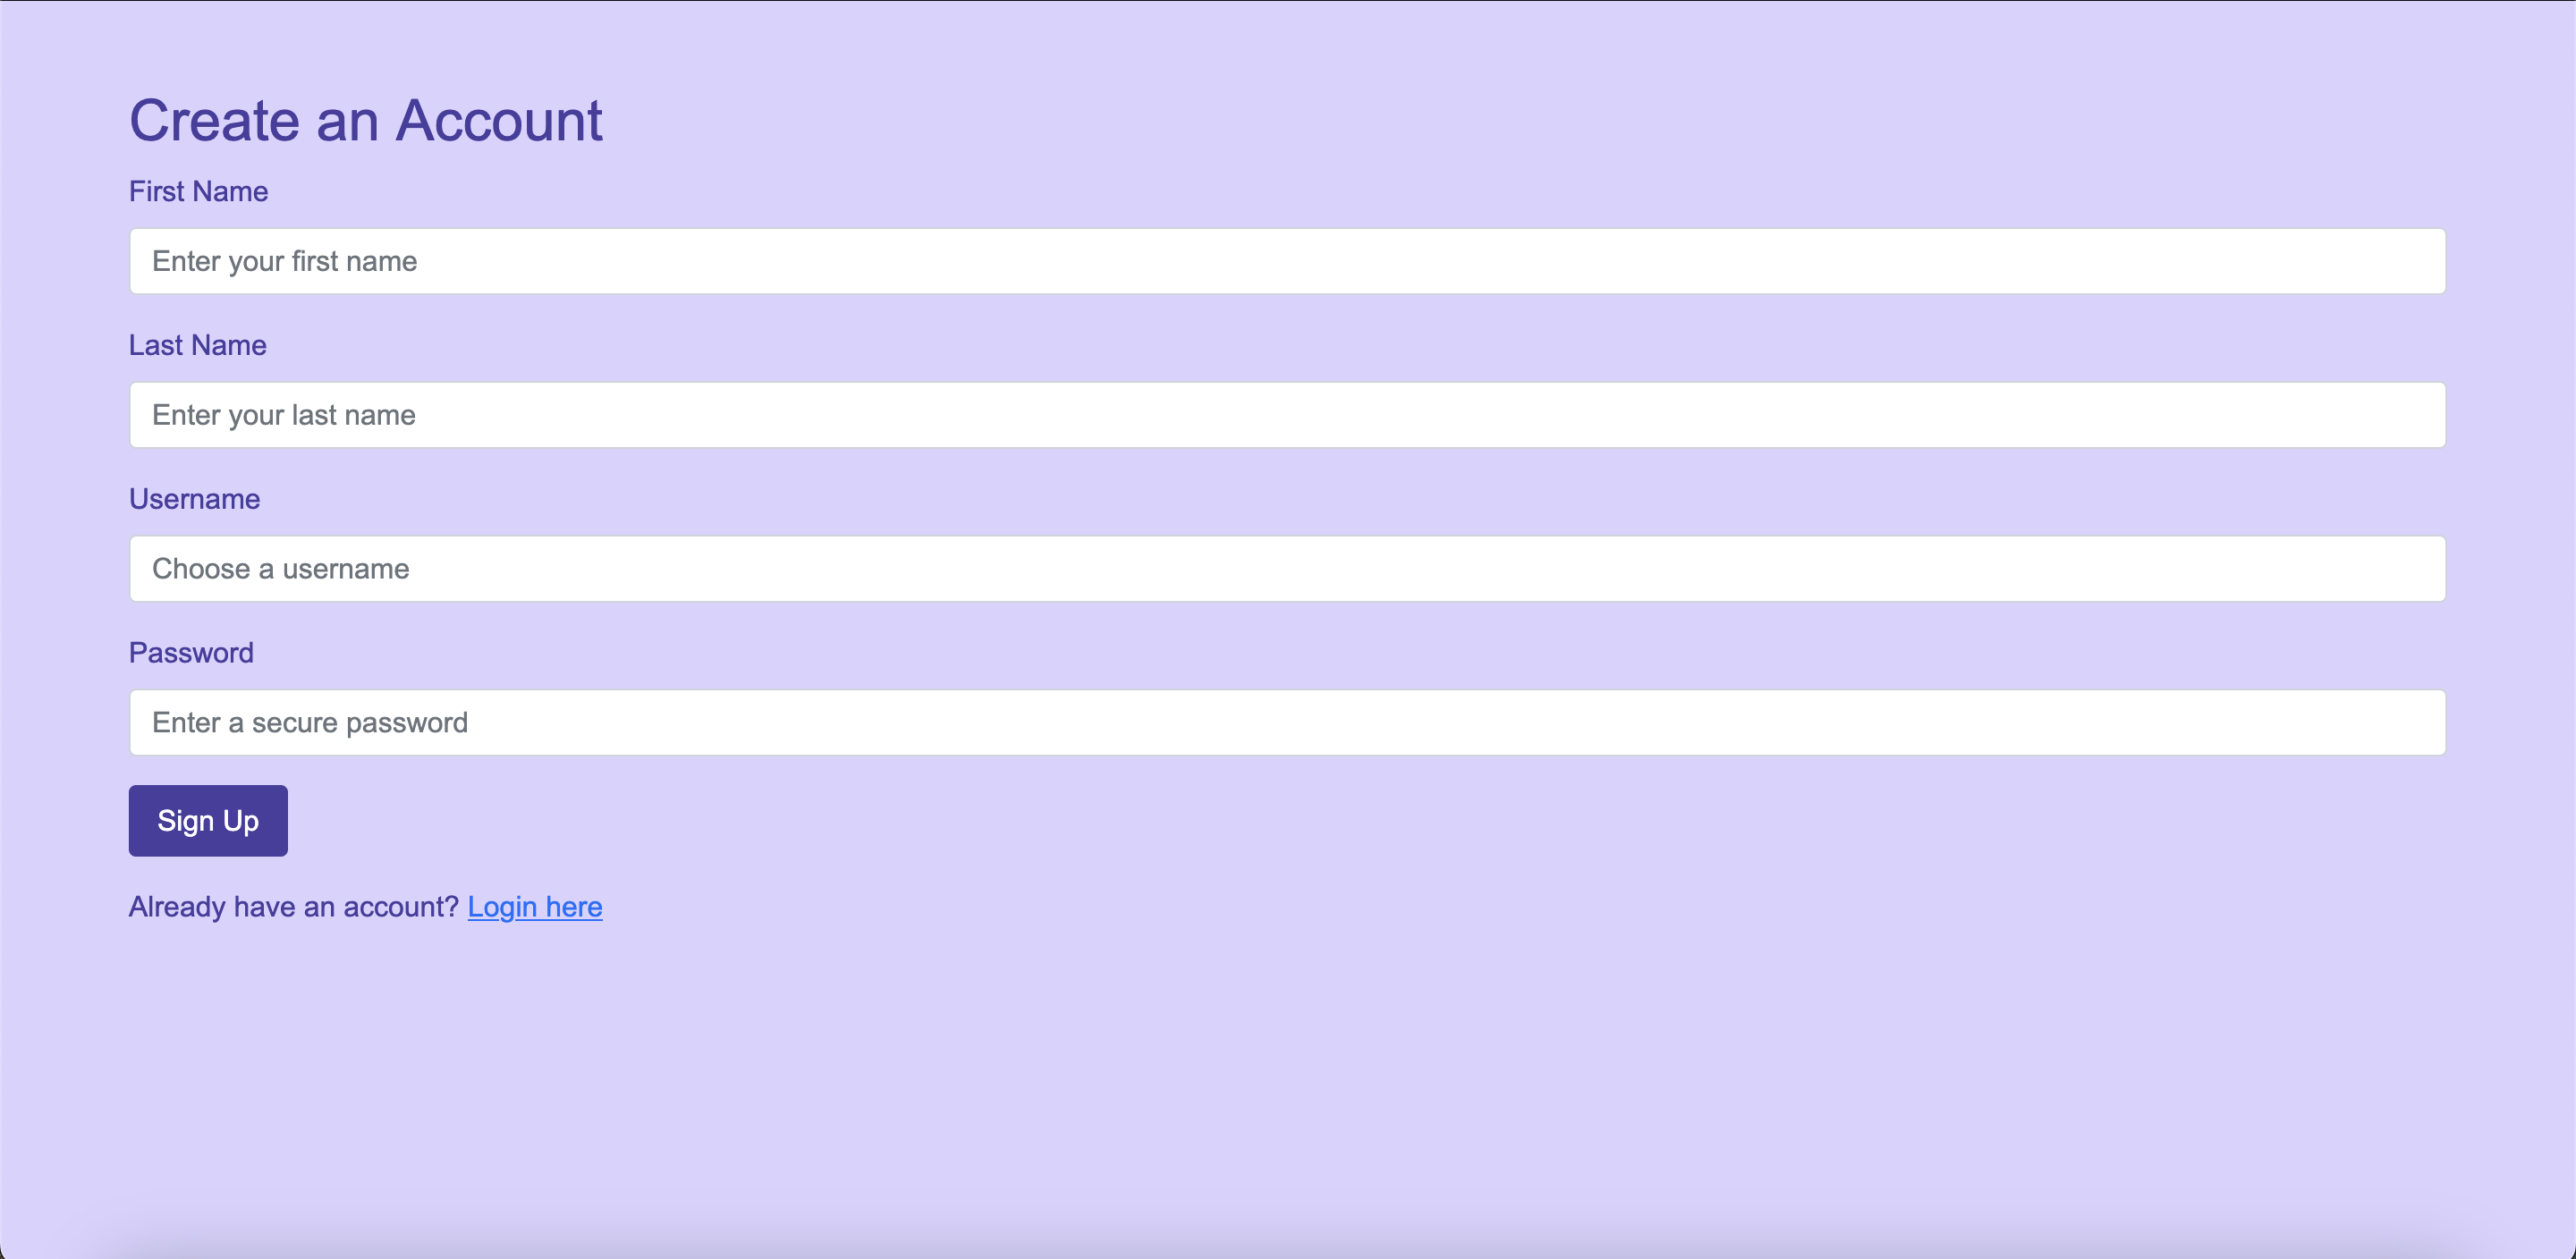 Create an Account
First Name
Enter your first name
Last Name
Enter your last name
Username
Choose a username
Password
Enter a secure password
Sign Up
Already have an account? Login here